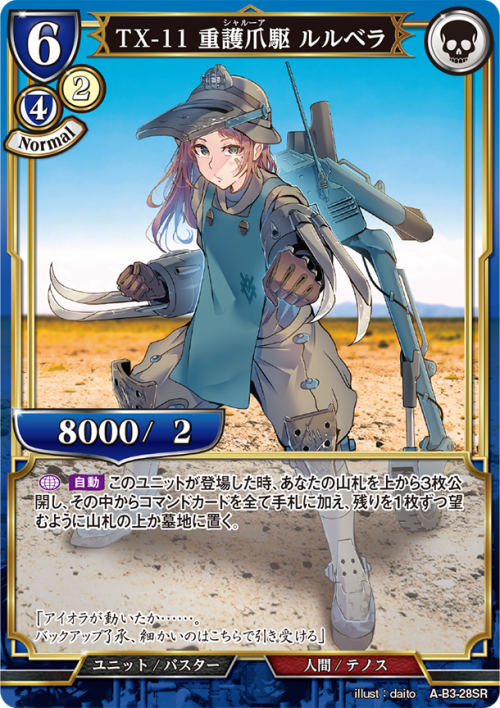 6
シャルーア
TX-11 重護爪駆 ルルベラ
4
2
Normal
8000/ 2
自動 このユニットが登場した時、あなたの山札を上から3枚公
開し、その中からコマンドカードを全て手札に加え、残りを1枚ずつ望
むように山札の上か墓地に置く。
「アイオラが動いたか……。
バックアップ了承、細かいのはこちらで引き受ける」
ユニット / バスター
人間 / テノス
illust : daito A-B3-28SR